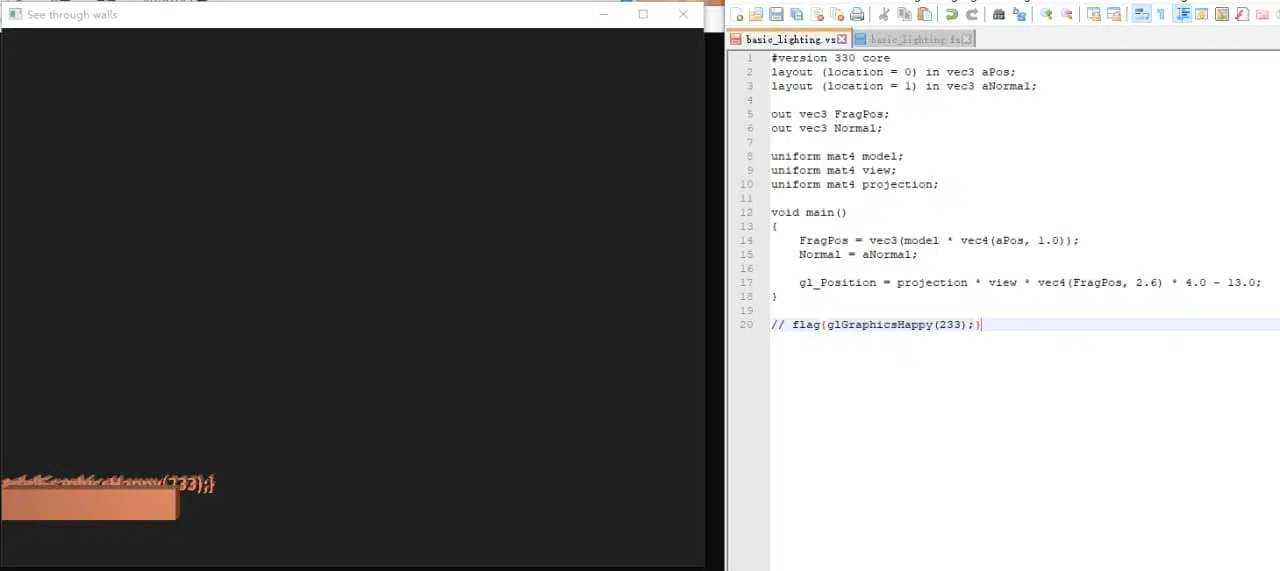 See through walls
basic_lighting.vs
basic_lighting.fs
1 #version 330 core
2 layout (location = 0) in vec3 aPos;
3 layout (location = 1) in vec3 aNormal;
4
5 out vec3 FragPos;
6 out vec3 Normal;
7
8 uniform mat4 model;
9 uniform mat4 view;
10 uniform mat4 projection;
11
12 void main()
13 {
14 FragPos = vec3(model * vec4(aPos, 1.0));
15 Normal = aNormal;
16
17 gl_Position = projection * view * vec4(FragPos, 2.6) * 4.0 - 13.0;
18 }
19
20 // flag{glGraphicsHappy(233);}
(233);}